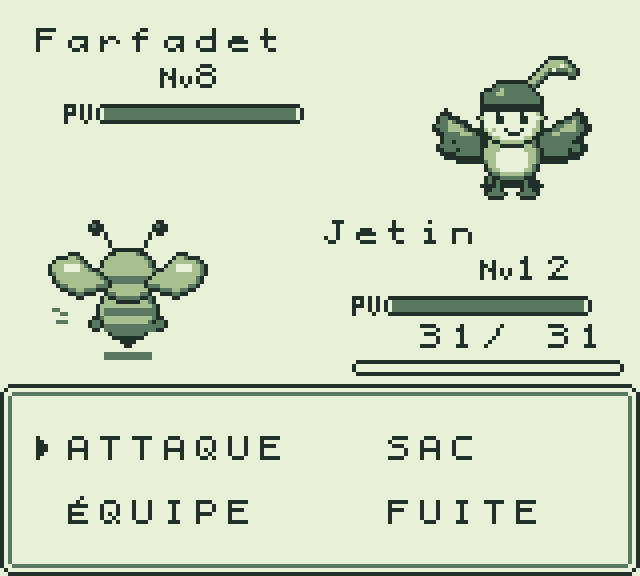 Farfadet
Nv8
PV
Jetin
Nv12
PV
31/ 31
ATTAQUE SAC
ÉQUIPE FUITE